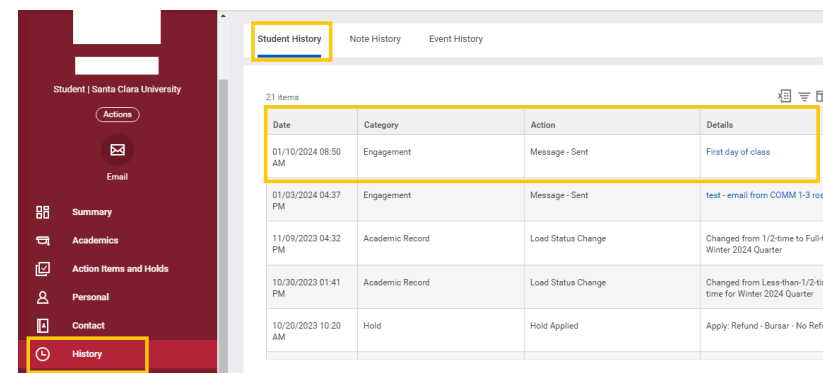 Student | Santa Clara University
Actions
Email
Summary
Academics
Action Items and Holds
Personal
Contact
History
Student History Note History Event History
21 items
Date Category Action Details
01/10/2024 08:50 Engagement Message - Sent First day of class
AM
01/03/2024 04:37 Engagement Message - Sent test - email from COMM 1-3 ros
PM
11/09/2023 04:32 Academic Record Load Status Change Changed from 1/2-time to Full-t
PM Winter 2024 Quarter
10/30/2023 01:41 Academic Record Load Status Change Changed from Less-than-1/2-ti
PM time for Winter 2024 Quarter
10/20/2023 10:20 Hold Hold Applied Apply: Refund - Bursar - No Ref
AM